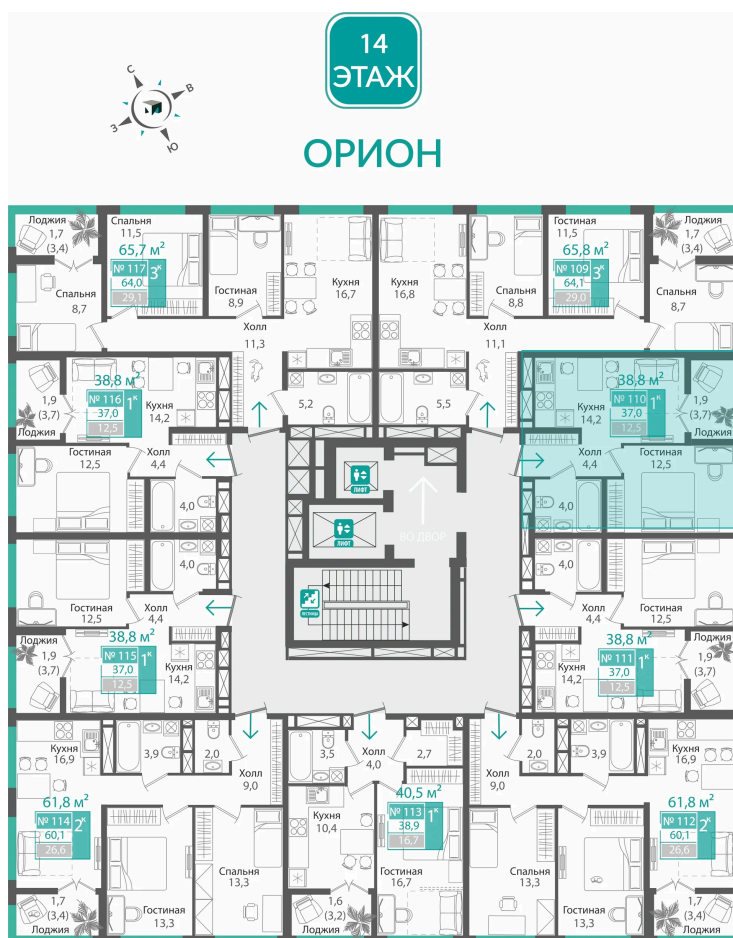 14
ЭТАЖ
С
В
З
Ю
ОРИОН
Лоджия
1,7
(3,4)
Спальня
11,5
65,7 м²
№ 117
3к
64,0
29,1
Спальня
8,7
Гостиная
8,9
Кухня
16,7
Холл
11,3
5,2
Кухня
16,8
Спальня
8,8
Холл
11,1
5,5
Гостиная
11,5
65,8 м²
№ 109
3к
64,1
29,0
Лоджия
1,7
(3,4)
Спальня
8,7
38,8 м²
№ 116
1к
37,0
12,5
1,9
(3,7)
Лоджия
Кухня
14,2
Гостиная
12,5
Холл
4,4
4,0
38,8 м²
№ 110
1к
37,0
12,5
Кухня
14,2
1,9
(3,7)
Лоджия
Холл
4,4
Гостиная
12,5
4,0
ЛИФТ
ЛИФТ
ВО ДВОР
ЛЕСТНИЦА
4,0
Гостиная
12,5
Холл
4,4
38,8 м²
№ 115
1к
37,0
12,5
Лоджия
1,9
(3,7)
Кухня
14,2
4,0
Холл
4,4
Гостиная
12,5
38,8 м²
№ 111
1к
37,0
12,5
Кухня
14,2
Лоджия
1,9
(3,7)
Кухня
16,9
3,9
2,0
Холл
9,0
61,8 м²
№ 114
2к
60,1
26,6
1,7
(3,4)
Лоджия
Гостиная
13,3
Спальня
13,3
3,5
Холл
4,0
2,7
40,5 м²
№ 113
1к
38,9
16,7
Кухня
10,4
Гостиная
16,7
1,6
(3,2)
Лоджия
Холл
9,0
2,0
3,9
Кухня
16,9
61,8 м²
№ 112
2к
60,1
26,6
Спальня
13,3
Гостиная
13,3
1,7
(3,4)
Лоджия